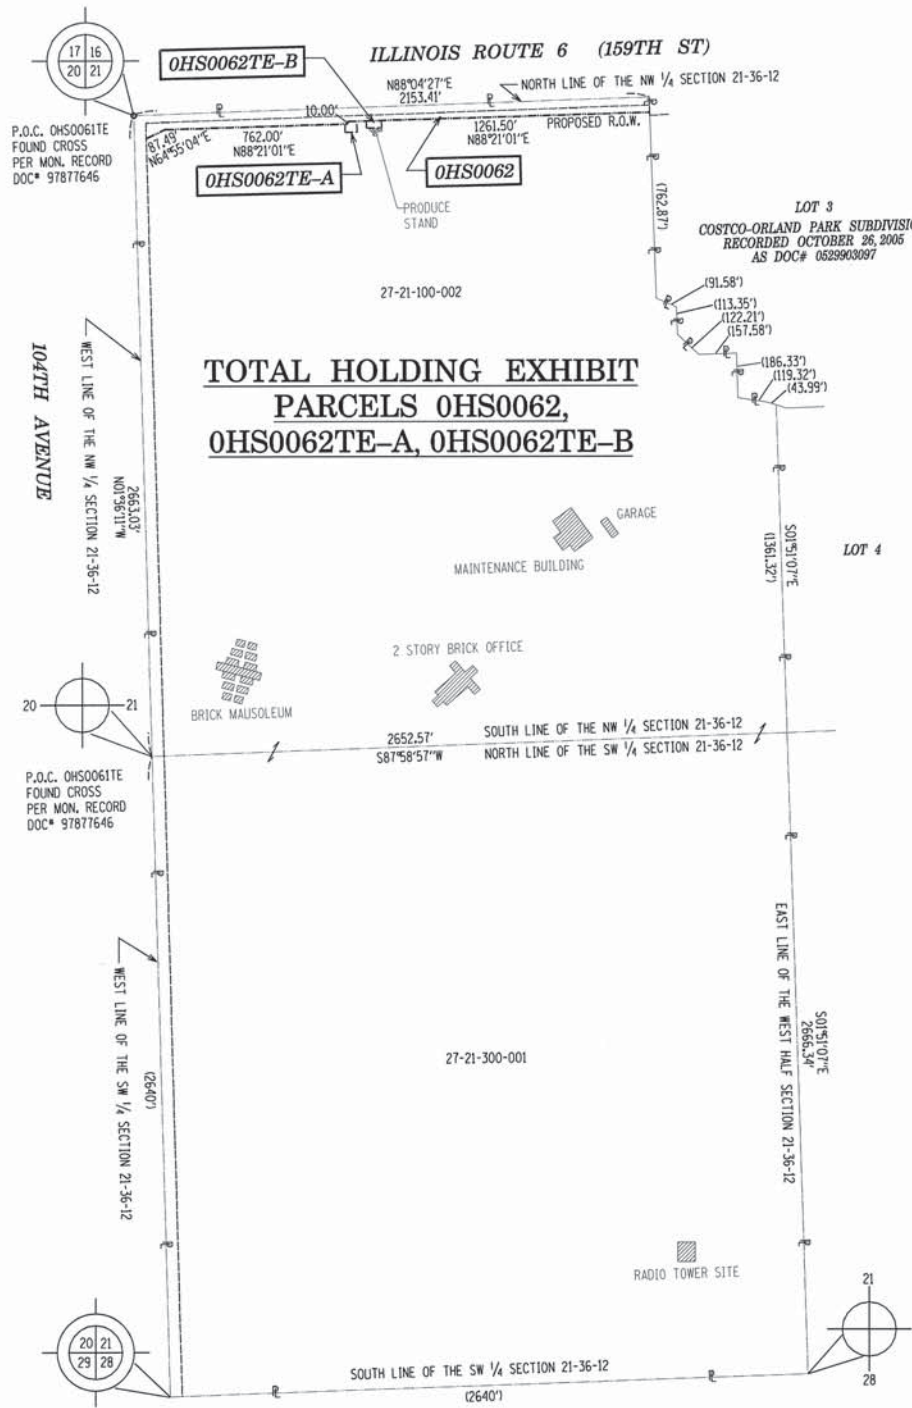 17 16
20 21
0HS0062TE-B
ILLINOIS ROUTE 6 (159TH ST)
N88°04'27"E
2153.41'
NORTH LINE OF THE NW 1/4 SECTION 21-36-12
P.O.C. OHS0061TE
FOUND CROSS
PER MON. RECORD
DOC# 97877646
10.00'
87.49'
N64°55'04"E
762.00'
N88°21'01"E
1261.50'
N88°21'01"E
PROPOSED R.O.W.
0HS0062TE-A
0HS0062
PRODUCE
STAND
(762.87')
LOT 3
COSTCO-ORLAND PARK SUBDIVISIO
RECORDED OCTOBER 26, 2005
AS DOC# 0529903097
27-21-100-002
(91.58')
(113.35')
(122.21')
(157.58')
(186.33')
(119.32')
(43.99')
TOTAL HOLDING EXHIBIT
PARCELS 0HS0062,
0HS0062TE-A, 0HS0062TE-B
104TH AVENUE
WEST LINE OF THE NW 1/4 SECTION 21-36-12
2663.03'
N01°36'11"W
GARAGE
MAINTENANCE BUILDING
S01°51'07"E
(1361.32')
LOT 4
2 STORY BRICK OFFICE
BRICK MAUSOLEUM
20 21
2652.57'
S87°58'57"W
SOUTH LINE OF THE NW 1/4 SECTION 21-36-12
NORTH LINE OF THE SW 1/4 SECTION 21-36-12
P.O.C. OHS0061TE
FOUND CROSS
PER MON. RECORD
DOC# 97877646
WEST LINE OF THE SW 1/4 SECTION 21-36-12
(2640')
EAST LINE OF THE WEST HALF SECTION 21-36-12
S01°51'07"E
2666.34'
27-21-300-001
RADIO TOWER SITE
20 21
29 28
21
28
SOUTH LINE OF THE SW 1/4 SECTION 21-36-12
(2640')